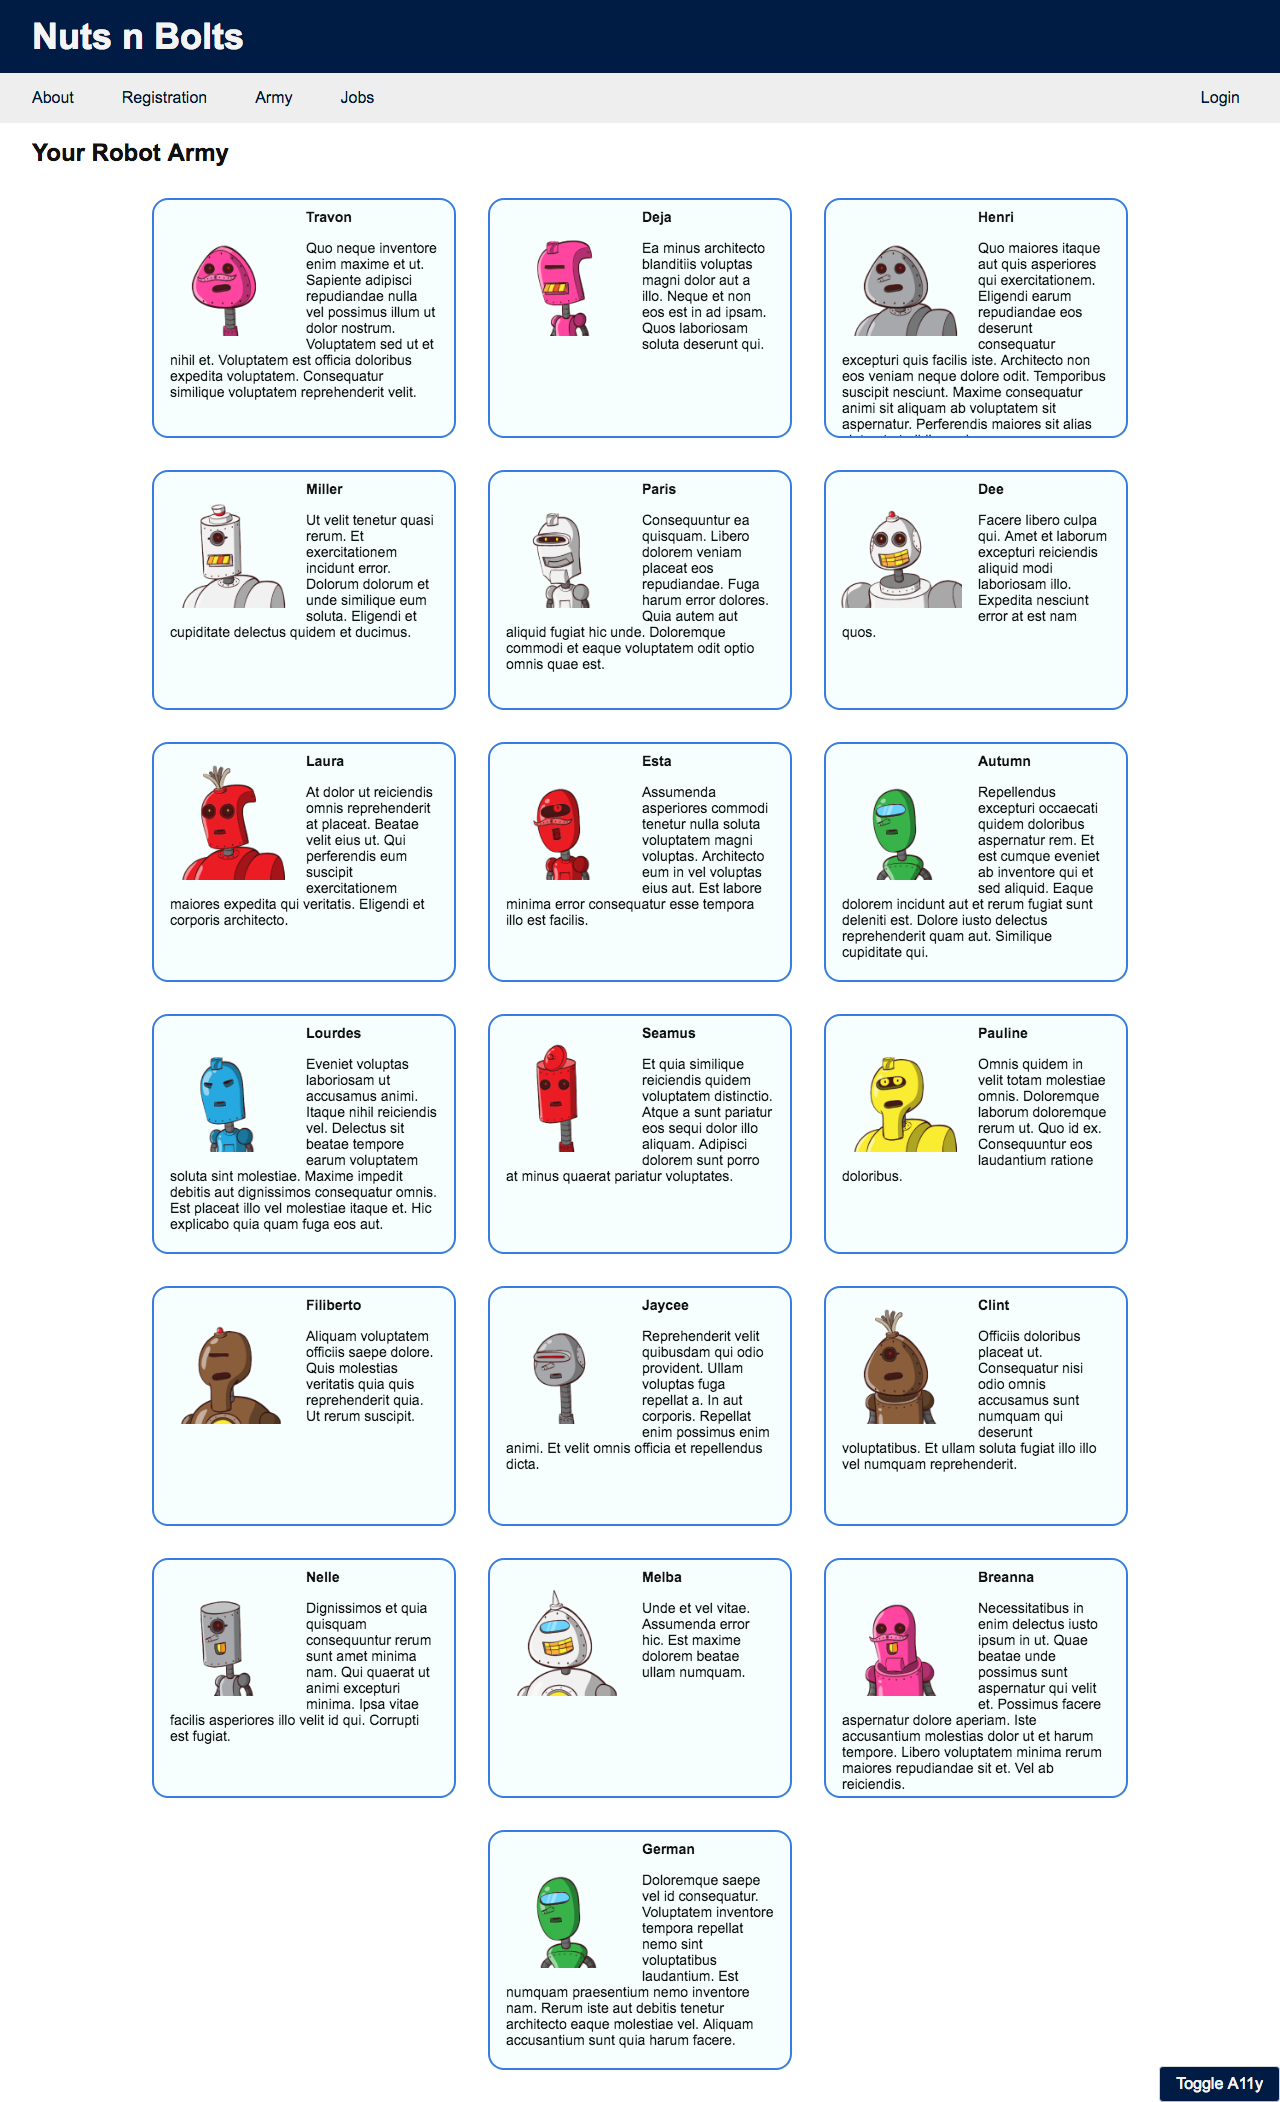 Nuts n Bolts
About
Registration
Army
Jobs
Login
Your Robot Army
Travon
Quo neque inventore
enim maxime et ut.
Sapiente adipisci
repudiandae nulla
vel possimus illum ut
dolor nostrum.
Voluptatem sed ut et
nihil et. Voluptatem est officia doloribus
expedita voluptatem. Consequatur
similique voluptatem reprehenderit velit.
Deja
Ea minus architecto
blanditiis voluptas
magni dolor aut a
illo. Neque et non
eos est in ad ipsam.
Quos laboriosam
soluta deserunt qui.
Henri
Quo maiores itaque
aut quis asperiores
qui exercitationem.
Eligendi earum
repudiandae eos
deserunt
consequatur
excepturi quis facilis iste. Architecto non
eos veniam neque dolore odit. Temporibus
suscipit nesciunt. Maxime consequatur
animi sit aliquam ab voluptatem sit
aspernatur. Perferendis maiores sit alias
Miller
Ut velit tenetur quasi
rerum. Et
exercitationem
incidunt error.
Dolorum dolorum et
unde similique eum
soluta. Eligendi et
cupiditate delectus quidem et ducimus.
Paris
Consequuntur ea
quisquam. Libero
dolorem veniam
placeat eos
repudiandae. Fuga
harum error dolores.
Quia autem aut
aliquid fugiat hic unde. Doloremque
commodi et eaque voluptatem odit optio
omnis quae est.
Dee
Facere libero culpa
qui. Amet et laborum
excepturi reiciendis
aliquid modi
laboriosam illo.
Expedita nesciunt
error at est nam
quos.
Laura
At dolor ut reiciendis
omnis reprehenderit
at placeat. Beatae
velit eius ut. Qui
perferendis eum
suscipit
exercitationem
maiores expedita qui veritatis. Eligendi et
corporis architecto.
Esta
Assumenda
asperiores commodi
tenetur nulla soluta
voluptatem magni
voluptas. Architecto
eum in vel voluptas
eius aut. Est labore
minima error consequatur esse tempora
illo est facilis.
Autumn
Repellendus
excepturi occaecati
quidem doloribus
aspernatur rem. Et
est cumque eveniet
ab inventore qui et
sed aliquid. Eaque
dolorem incidunt aut et rerum fugiat sunt
deleniti est. Dolore iusto delectus
reprehenderit quam aut. Similique
cupiditate qui.
Lourdes
Eveniet voluptas
laboriosam ut
accusamus animi.
Itaque nihil reiciendis
vel. Delectus sit
beatae tempore
earum voluptatem
soluta sint molestiae. Maxime impedit
debitis aut dignissimos consequatur omnis.
Est placeat illo vel molestiae itaque et. Hic
explicabo quia quam fuga eos aut.
Seamus
Et quia similique
reiciendis quidem
voluptatem distinctio.
Atque a sunt pariatur
eos sequi dolor illo
aliquam. Adipisci
dolorem sunt porro
at minus quaerat pariatur voluptates.
Pauline
Omnis quidem in
velit totam molestiae
omnis. Doloremque
laborum doloremque
rerum ut. Quo id ex.
Consequuntur eos
laudantium ratione
doloribus.
Filiberto
Aliquam voluptatem
officiis saepe dolore.
Quis molestias
veritatis quia quis
reprehenderit quia.
Ut rerum suscipit.
Jaycee
Reprehenderit velit
quibusdam qui odio
provident. Ullam
voluptas fuga
repellat a. In aut
corporis. Repellat
enim possimus enim
animi. Et velit omnis officia et repellendus
dicta.
Clint
Officiis doloribus
placeat ut.
Consequatur nisi
odio omnis
accusamus sunt
numquam qui
deserunt
voluptatibus. Et ullam soluta fugiat illo illo
vel numquam reprehenderit.
Nelle
Dignissimos et quia
quisquam
consequuntur rerum
sunt amet minima
nam. Qui quaerat ut
animi excepturi
minima. Ipsa vitae
facilis asperiores illo velit id qui. Corrupti
est fugiat.
Melba
Unde et vel vitae.
Assumenda error
hic. Est maxime
dolorem beatae
ullam numquam.
Breanna
Necessitatibus in
enim delectus iusto
ipsum in ut. Quae
beatae unde
possimus sunt
aspernatur qui velit
et. Possimus facere
aspernatur dolore aperiam. Iste
accusantium molestias dolor ut et harum
tempore. Libero voluptatem minima rerum
maiores repudiandae sit et. Vel ab
reiciendis.
German
Doloremque saepe
vel id consequatur.
Voluptatem inventore
tempora repellat
nemo sint
voluptatibus
laudantium. Est
numquam praesentium nemo inventore
nam. Rerum iste aut debitis tenetur
architecto eaque molestiae vel. Aliquam
accusantium sunt quia harum facere.
Toggle A11y